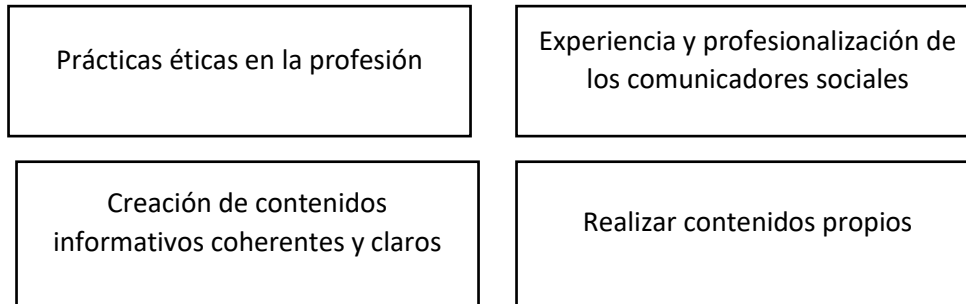 Prácticas éticas en la profesión
Experiencia y profesionalización de
los comunicadores sociales
Creación de contenidos
informativos coherentes y claros
Realizar contenidos propios